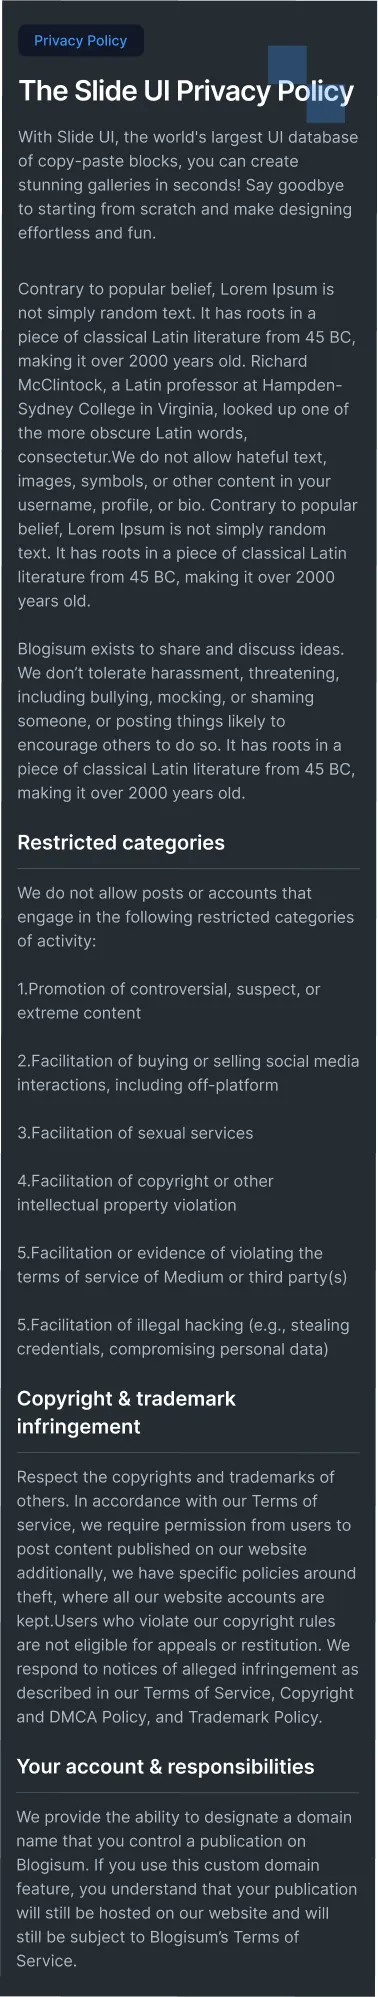 Privacy Policy
The Slide UI Privacy Policy
With Slide UI, the world's largest UI database
of copy-paste blocks, you can create
stunning galleries in seconds! Say goodbye
to starting from scratch and make designing
effortless and fun.
Contrary to popular belief, Lorem Ipsum is
not simply random text. It has roots in a
piece of classical Latin literature from 45 BC,
making it over 2000 years old. Richard
McClintock, a Latin professor at Hampden-
Sydney College in Virginia, looked up one of
the more obscure Latin words,
consectetur.We do not allow hateful text,
images, symbols, or other content in your
username, profile, or bio. Contrary to popular
belief, Lorem Ipsum is not simply random
text. It has roots in a piece of classical Latin
literature from 45 BC, making it over 2000
years old.
Blogisum exists to share and discuss ideas.
We don’t tolerate harassment, threatening,
including bullying, mocking, or shaming
someone, or posting things likely to
encourage others to do so. It has roots in a
piece of classical Latin literature from 45 BC,
making it over 2000 years old.
Restricted categories
We do not allow posts or accounts that
engage in the following restricted categories
of activity:
1.Promotion of controversial, suspect, or
extreme content
2.Facilitation of buying or selling social media
interactions, including off-platform
3.Facilitation of sexual services
4.Facilitation of copyright or other
intellectual property violation
5.Facilitation or evidence of violating the
terms of service of Medium or third party(s)
5.Facilitation of illegal hacking (e.g., stealing
credentials, compromising personal data)
Copyright & trademark
infringement
Respect the copyrights and trademarks of
others. In accordance with our Terms of
service, we require permission from users to
post content published on our website
additionally, we have specific policies around
theft, where all our website accounts are
kept.Users who violate our copyright rules
are not eligible for appeals or restitution. We
respond to notices of alleged infringement as
described in our Terms of Service, Copyright
and DMCA Policy, and Trademark Policy.
Your account & responsibilities
We provide the ability to designate a domain
name that you control a publication on
Blogisum. If you use this custom domain
feature, you understand that your publication
will still be hosted on our website and will
still be subject to Blogisum’s Terms of
Service.